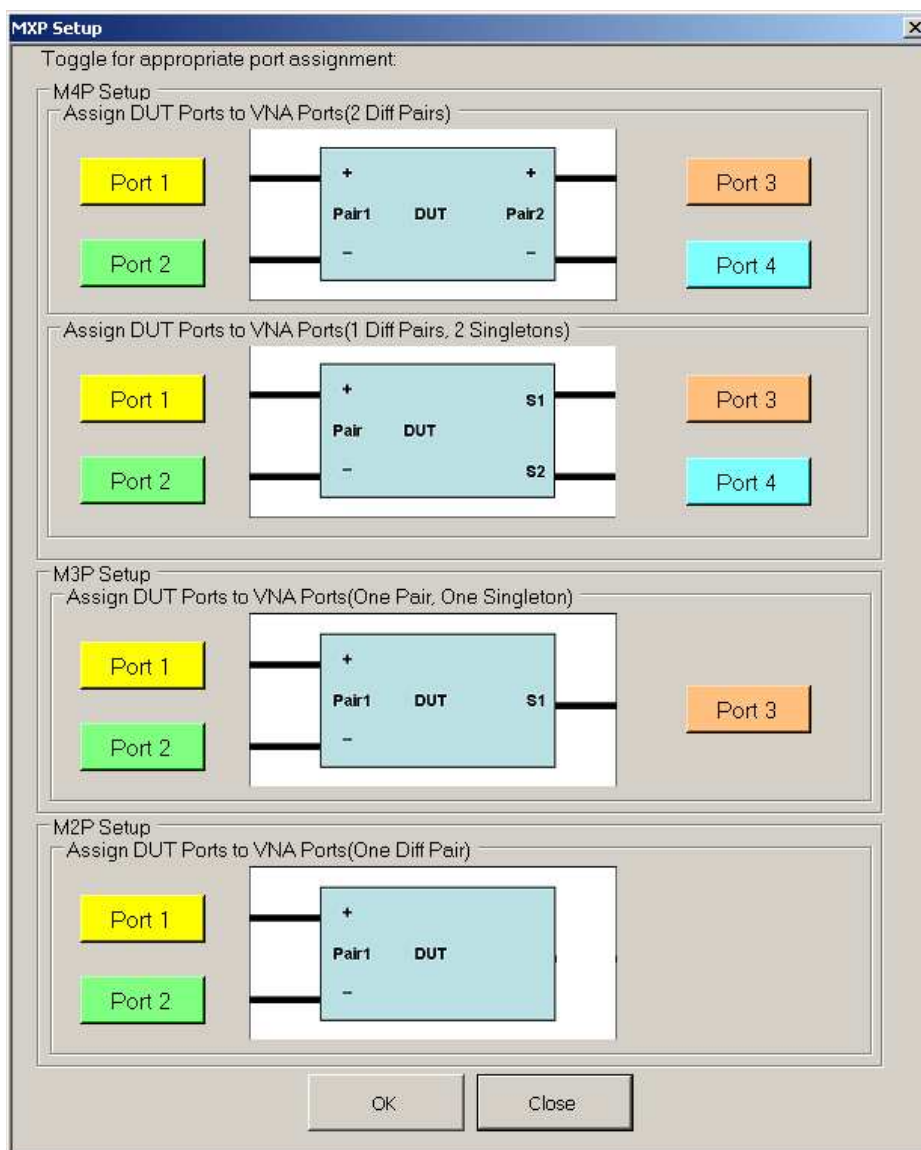 MXP Setup
Toggle for appropriate port assignment:
M4P Setup
Assign DUT Ports to VNA Ports(2 Diff Pairs)
Port 1 + + Port 3
Pair1 DUT Pair2
Port 2 - - Port 4
Assign DUT Ports to VNA Ports(1 Diff Pairs, 2 Singletons)
Port 1 + S1 Port 3
Pair DUT
Port 2 - S2 Port 4
M3P Setup
Assign DUT Ports to VNA Ports(One Pair, One Singleton)
Port 1 +
Pair1 DUT S1 Port 3
Port 2 -
M2P Setup
Assign DUT Ports to VNA Ports(One Diff Pair)
Port 1 +
Pair1 DUT
Port 2 -
OK Close